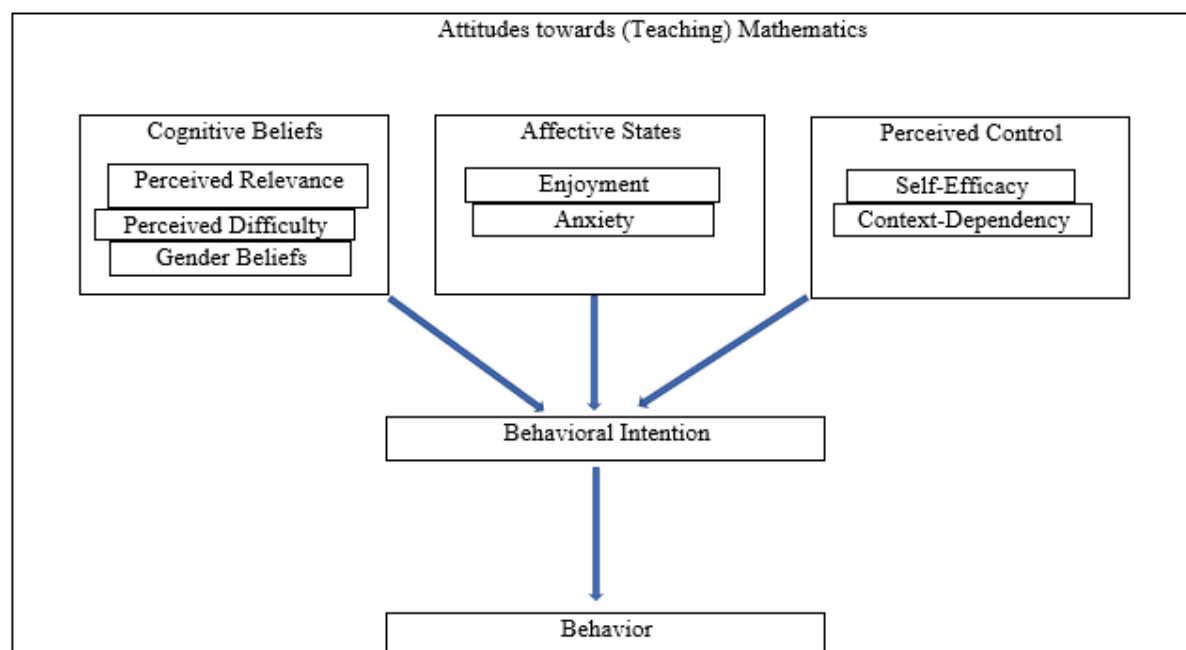 Attitudes towards (Teaching) Mathematics
Cognitive Beliefs
Perceived Relevance
Perceived Difficulty
Gender Beliefs
Affective States
Enjoyment
Anxiety
Perceived Control
Self-Efficacy
Context-Dependency
Behavioral Intention
Behavior